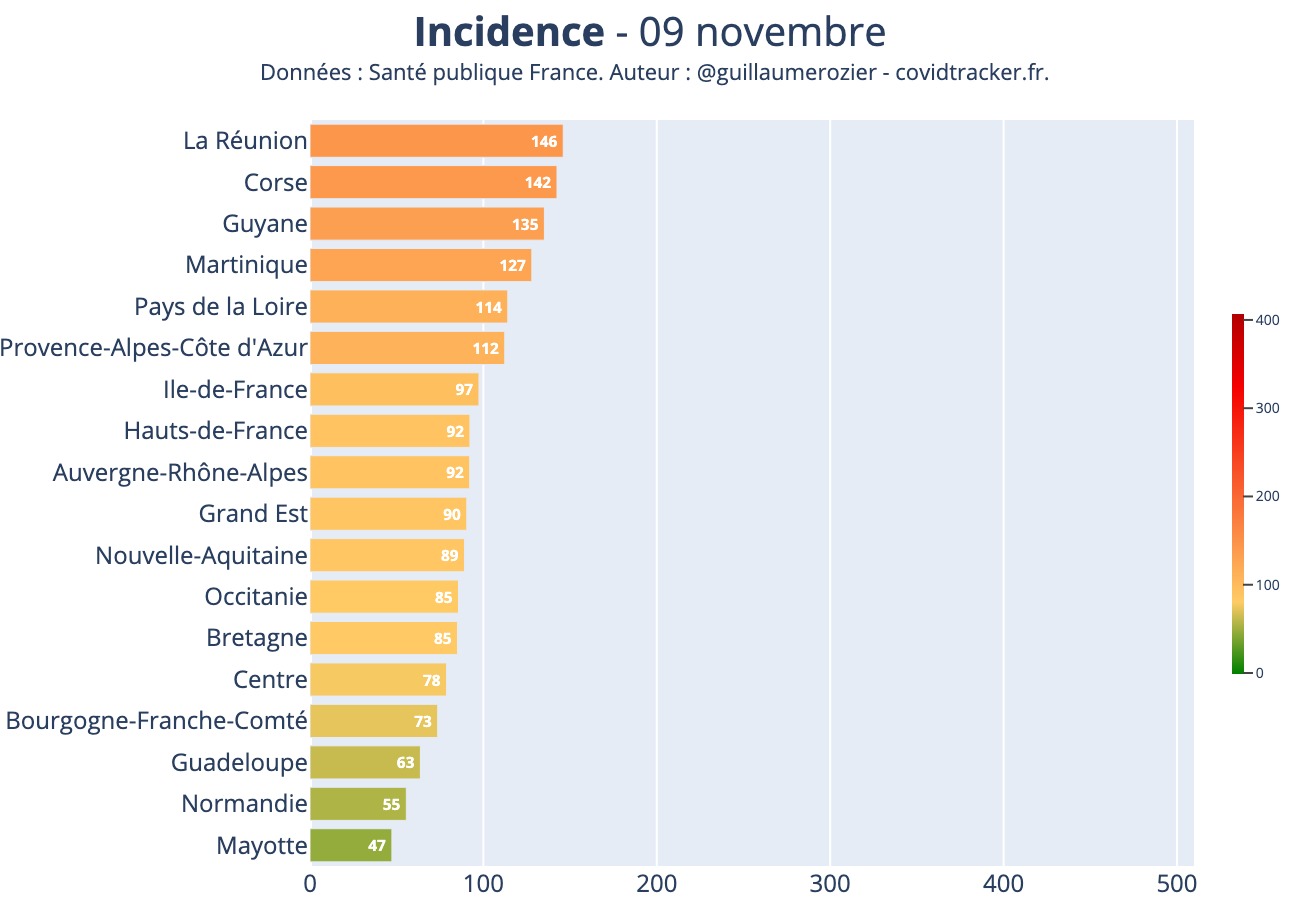 Incidence - 09 novembre
Données : Santé publique France. Auteur : @guillaumerozier - covidtracker.fr.
La Réunion 146
Corse 142
Guyane 135
Martinique 127
Pays de la Loire 114
Provence-Alpes-Côte d'Azur 112
Ile-de-France 97
Hauts-de-France 92
Auvergne-Rhône-Alpes 92
Grand Est 90
Nouvelle-Aquitaine 89
Occitanie 85
Bretagne 85
Centre 78
Bourgogne-Franche-Comté 73
Guadeloupe 63
Normandie 55
Mayotte 47
0 100 200 300 400 500
400
300
200
100
0